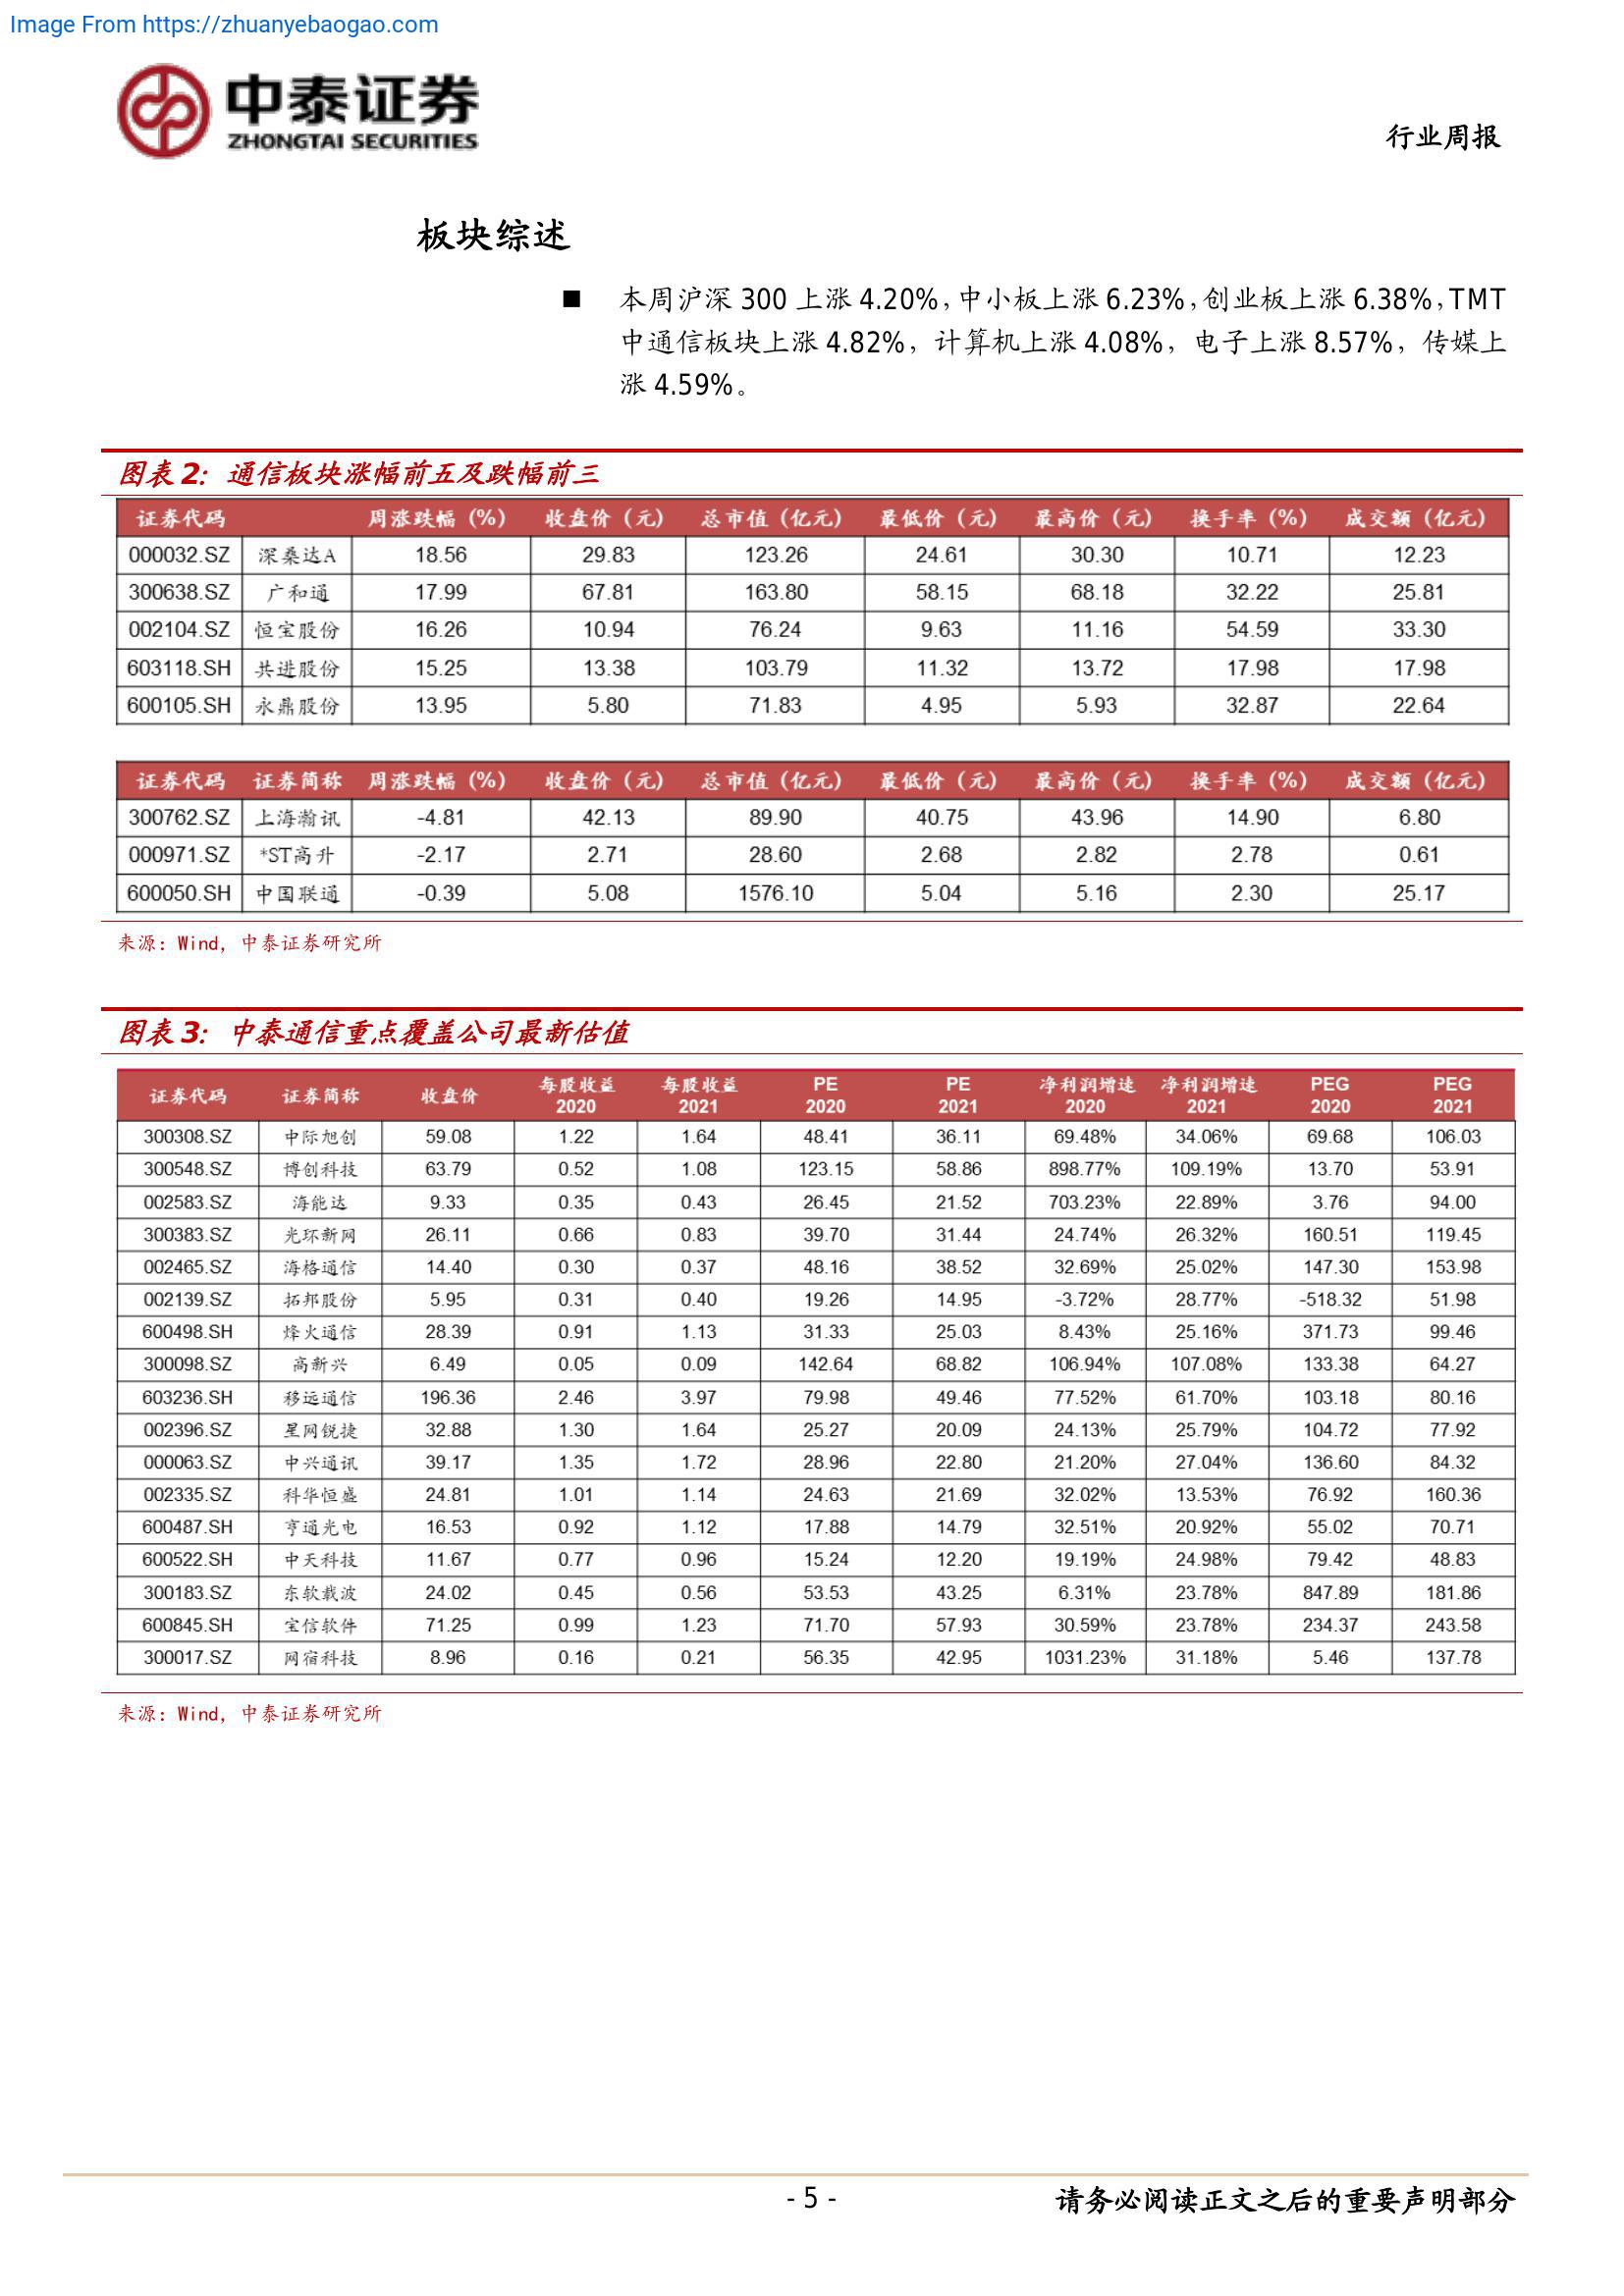 Image From https://zhuanyebaogao.com
中泰证券
ZHONGTAI SECURITIES
行业周报
板块综述
■ 本周沪深 300 上涨 4.20%，中小板上涨 6.23%，创业板上涨 6.38%，TMT
中通信板块上涨 4.82%，计算机上涨 4.08%，电子上涨 8.57%，传媒上
涨 4.59%。
图表 2：通信板块涨幅前五及跌幅前三
证券代码 周涨跌幅（%） 收盘价（元） 总市值（亿元） 最低价（元） 最高价（元） 换手率（%） 成交额（亿元）
000032.SZ 深桑达A 18.56 29.83 123.26 24.61 30.30 10.71 12.23
300638.SZ 广和通 17.99 67.81 163.80 58.15 68.18 32.22 25.81
002104.SZ 恒宝股份 16.26 10.94 76.24 9.63 11.16 54.59 33.30
603118.SH 共进股份 15.25 13.38 103.79 11.32 13.72 17.98 17.98
600105.SH 永鼎股份 13.95 5.80 71.83 4.95 5.93 32.87 22.64
证券代码 证券简称 周涨跌幅（%） 收盘价（元） 总市值（亿元） 最低价（元） 最高价（元） 换手率（%） 成交额（亿元）
300762.SZ 上海瀚讯 -4.81 42.13 89.90 40.75 43.96 14.90 6.80
000971.SZ *ST高升 -2.17 2.71 28.60 2.68 2.82 2.78 0.61
600050.SH 中国联通 -0.39 5.08 1576.10 5.04 5.16 2.30 25.17
来源：Wind，中泰证券研究所
图表 3：中泰通信重点覆盖公司最新估值
证券代码 证券简称 收盘价 每股收益 每股收益 PE PE 净利润增速 净利润增速 PEG PEG
2020 2021 2020 2021 2020 2021 2020 2021
300308.SZ 中际旭创 59.08 1.22 1.64 48.41 36.11 69.48% 34.06% 69.68 106.03
300548.SZ 博创科技 63.79 0.52 1.08 123.15 58.86 898.77% 109.19% 13.70 53.91
002583.SZ 海能达 9.33 0.35 0.43 26.45 21.52 703.23% 22.89% 3.76 94.00
300383.SZ 光环新网 26.11 0.66 0.83 39.70 31.44 24.74% 26.32% 160.51 119.45
002465.SZ 海格通信 14.40 0.30 0.37 48.16 38.52 32.69% 25.02% 147.30 153.98
002139.SZ 拓邦股份 5.95 0.31 0.40 19.26 14.95 -3.72% 28.77% -518.32 51.98
600498.SH 烽火通信 28.39 0.91 1.13 31.33 25.03 8.43% 25.16% 371.73 99.46
300098.SZ 高新兴 6.49 0.05 0.09 142.64 68.82 106.94% 107.08% 133.38 64.27
603236.SH 移远通信 196.36 2.46 3.97 79.98 49.46 77.52% 61.70% 103.18 80.16
002396.SZ 星网锐捷 32.88 1.30 1.64 25.27 20.09 24.13% 25.79% 104.72 77.92
000063.SZ 中兴通讯 39.17 1.35 1.72 28.96 22.80 21.20% 27.04% 136.60 84.32
002335.SZ 科华恒盛 24.81 1.01 1.14 24.63 21.69 32.02% 13.53% 76.92 160.36
600487.SH 亨通光电 16.53 0.92 1.12 17.88 14.79 32.51% 20.92% 55.02 70.71
600522.SH 中天科技 11.67 0.77 0.96 15.24 12.20 19.19% 24.98% 79.42 48.83
300183.SZ 东软载波 24.02 0.45 0.56 53.53 43.25 6.31% 23.78% 847.89 181.86
600845.SH 宝信软件 71.25 0.99 1.23 71.70 57.93 30.59% 23.78% 234.37 243.58
300017.SZ 网宿科技 8.96 0.16 0.21 56.35 42.95 1031.23% 31.18% 5.46 137.78
来源：Wind，中泰证券研究所
- 5 -
请务必阅读正文之后的重要声明部分